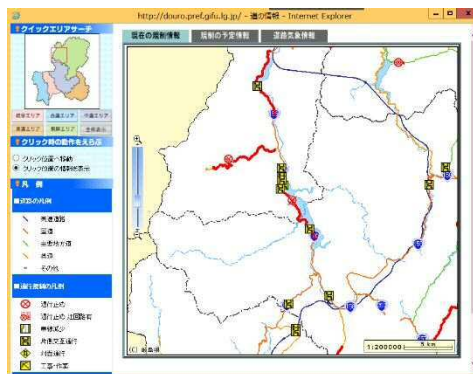 http://douro.pref.gifu.lg.jp/ - 道の情報 - Internet Explorer
クイックエリアサーチ
現在の規制情報
規制の予定情報
道路気象情報
岐阜エリア
西濃エリア
中濃エリア
東濃エリア
飛騨エリア
全体表示
クリック時の動作をえらぶ
クリック位置へ移動
クリック位置の情報を表示
凡 例
■道路の凡例
高速道路
国道
主要地方道
県道
その他
■通行規制の凡例
通行止め
通行止め 迂回路有
車線減少
片側交互通行
対面通行
工事・作業
(C) 岐阜県
1:200000
5 km